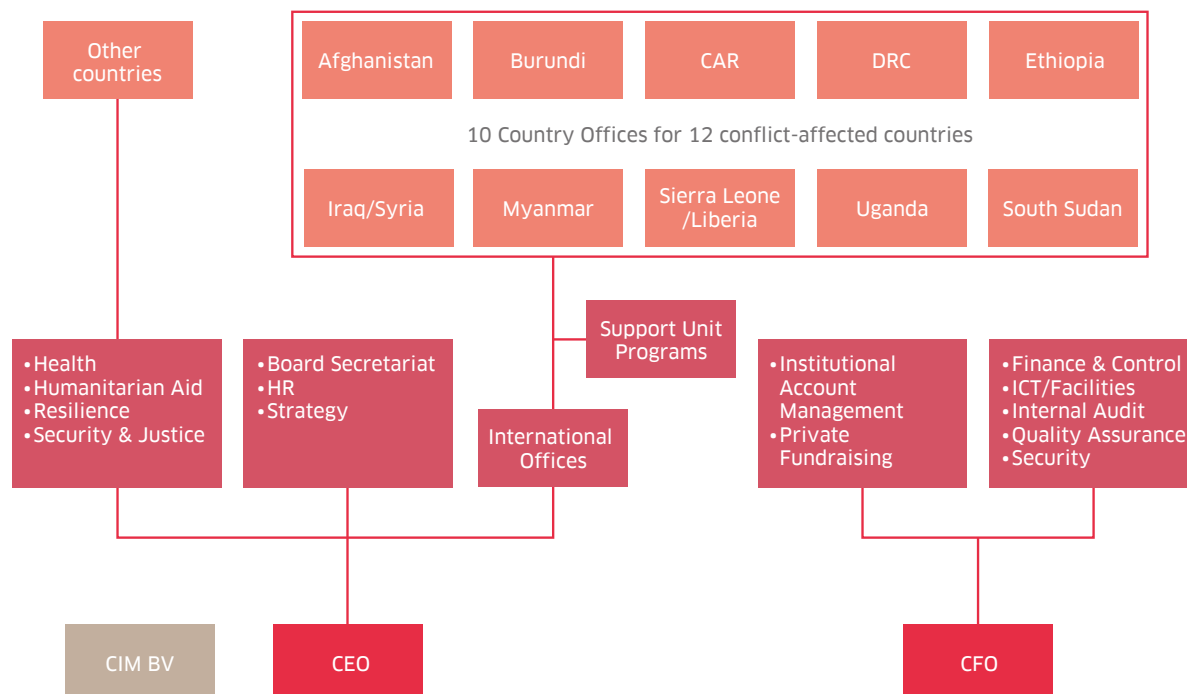 Other
countries
Afghanistan
Burundi
CAR
DRC
Ethiopia
10 Country Offices for 12 conflict-affected countries
Iraq/Syria
Myanmar
Sierra Leone
/Liberia
Uganda
South Sudan
Support Unit
Programs
•Health
•Humanitarian Aid
•Resilience
•Security & Justice
•Board Secretariat
•HR
•Strategy
International
Offices
•Institutional
Account
Management
•Private
Fundraising
•Finance & Control
•ICT/Facilities
•Internal Audit
•Quality Assurance
•Security
CIM BV
CEO
CFO